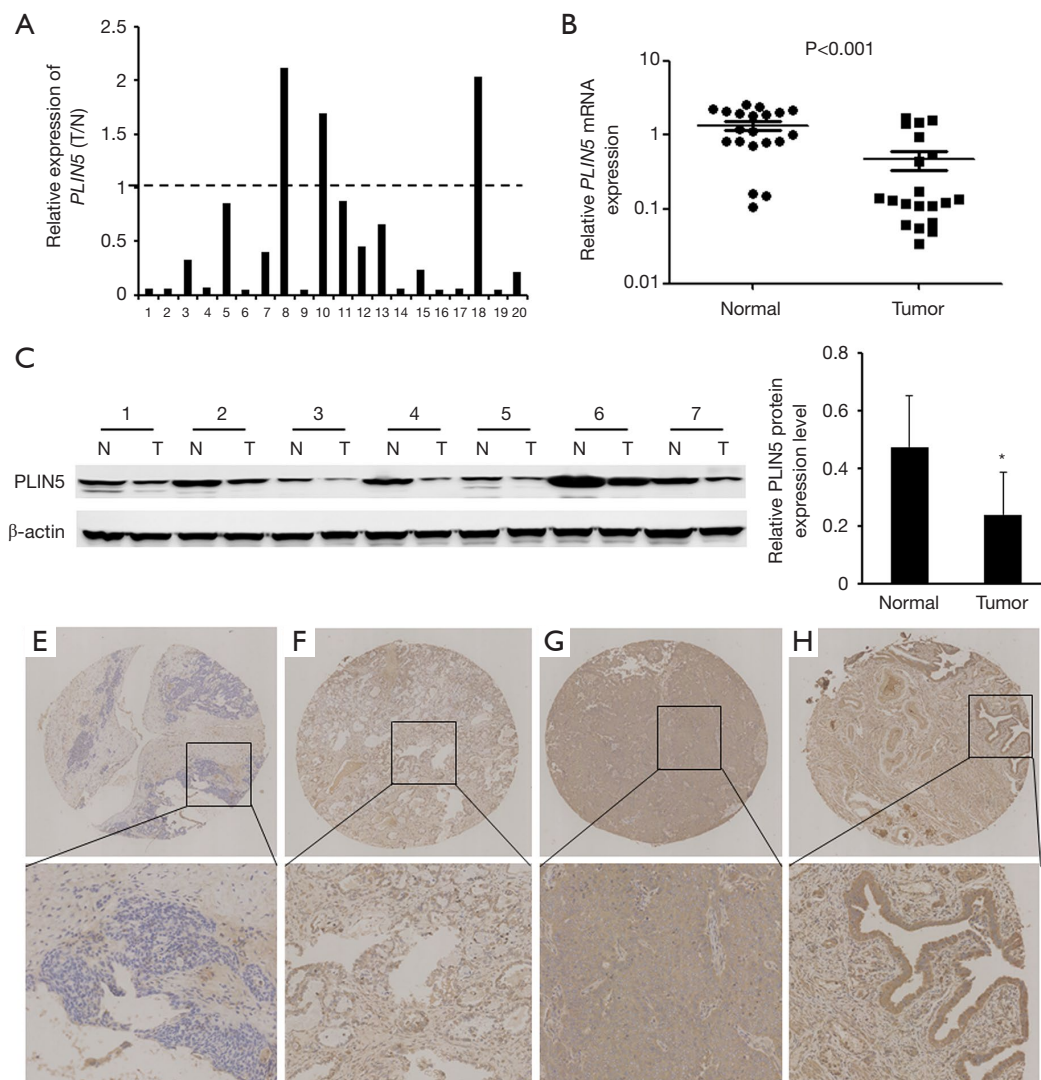 A
Relative expression of
PLIN5 (T/N)
2.5
2
1.5
1
0.5
0
1 2 3 4 5 6 7 8 9 10 11 12 13 14 15 16 17 18 19 20
B
P<0.001
Relative PLIN5 mRNA
expression
10
1
0.1
0.01
Normal Tumor
C
1 2 3 4 5 6 7
N T N T N T N T N T N T N T
PLIN5
β-actin
Relative PLIN5 protein
expression level
0.8
0.6
0.4
0.2
0
*
Normal Tumor
E
F
G
H